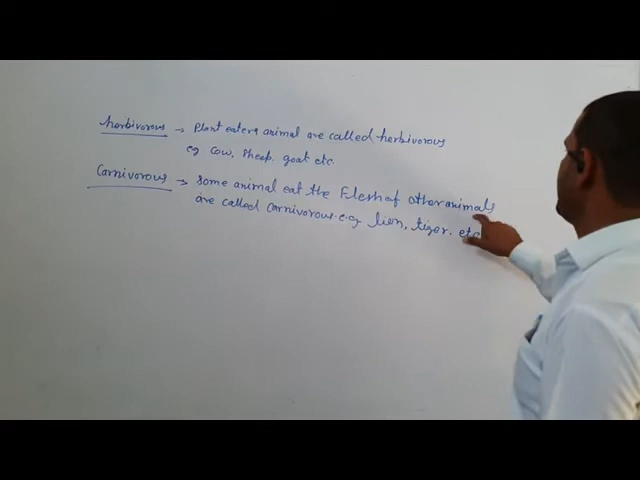 herbivorous → Plant eaters animal are called herbivorous
eg Cow, sheep, goat etc.
Carnivorous → Some animal eat the Flesh of other animals
are called Carnivorous. e.g. lion, tiger. etc